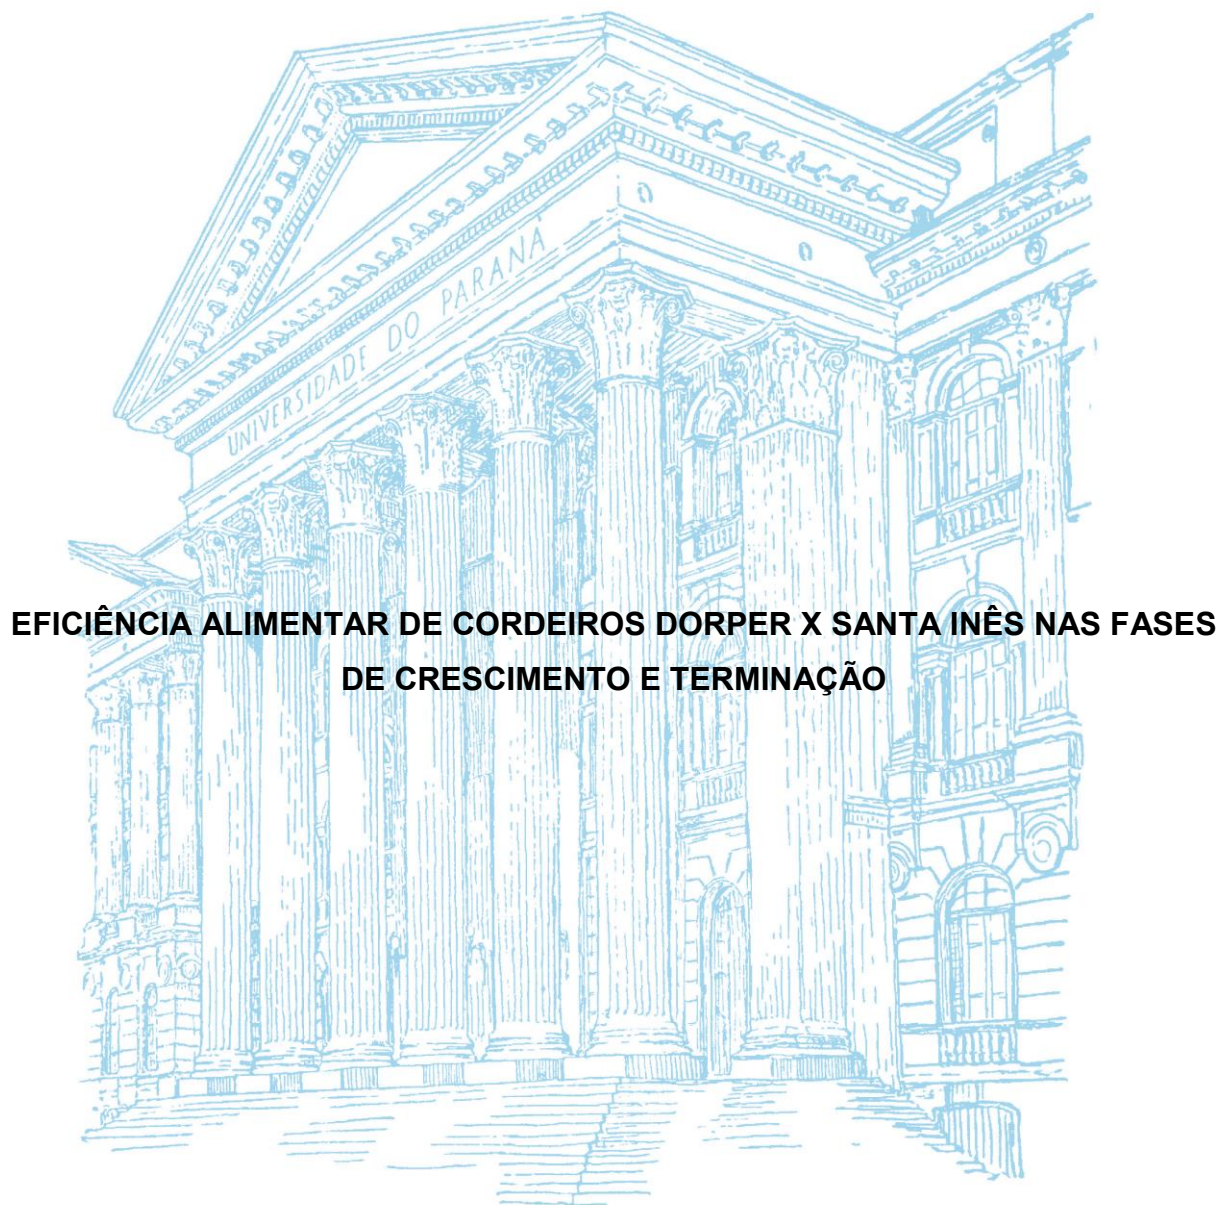 UNIVERSIDADE DO PARANÁ
EFICIÊNCIA ALIMENTAR DE CORDEIROS DORPER X SANTA INÊS NAS FASES
DE CRESCIMENTO E TERMINAÇÃO